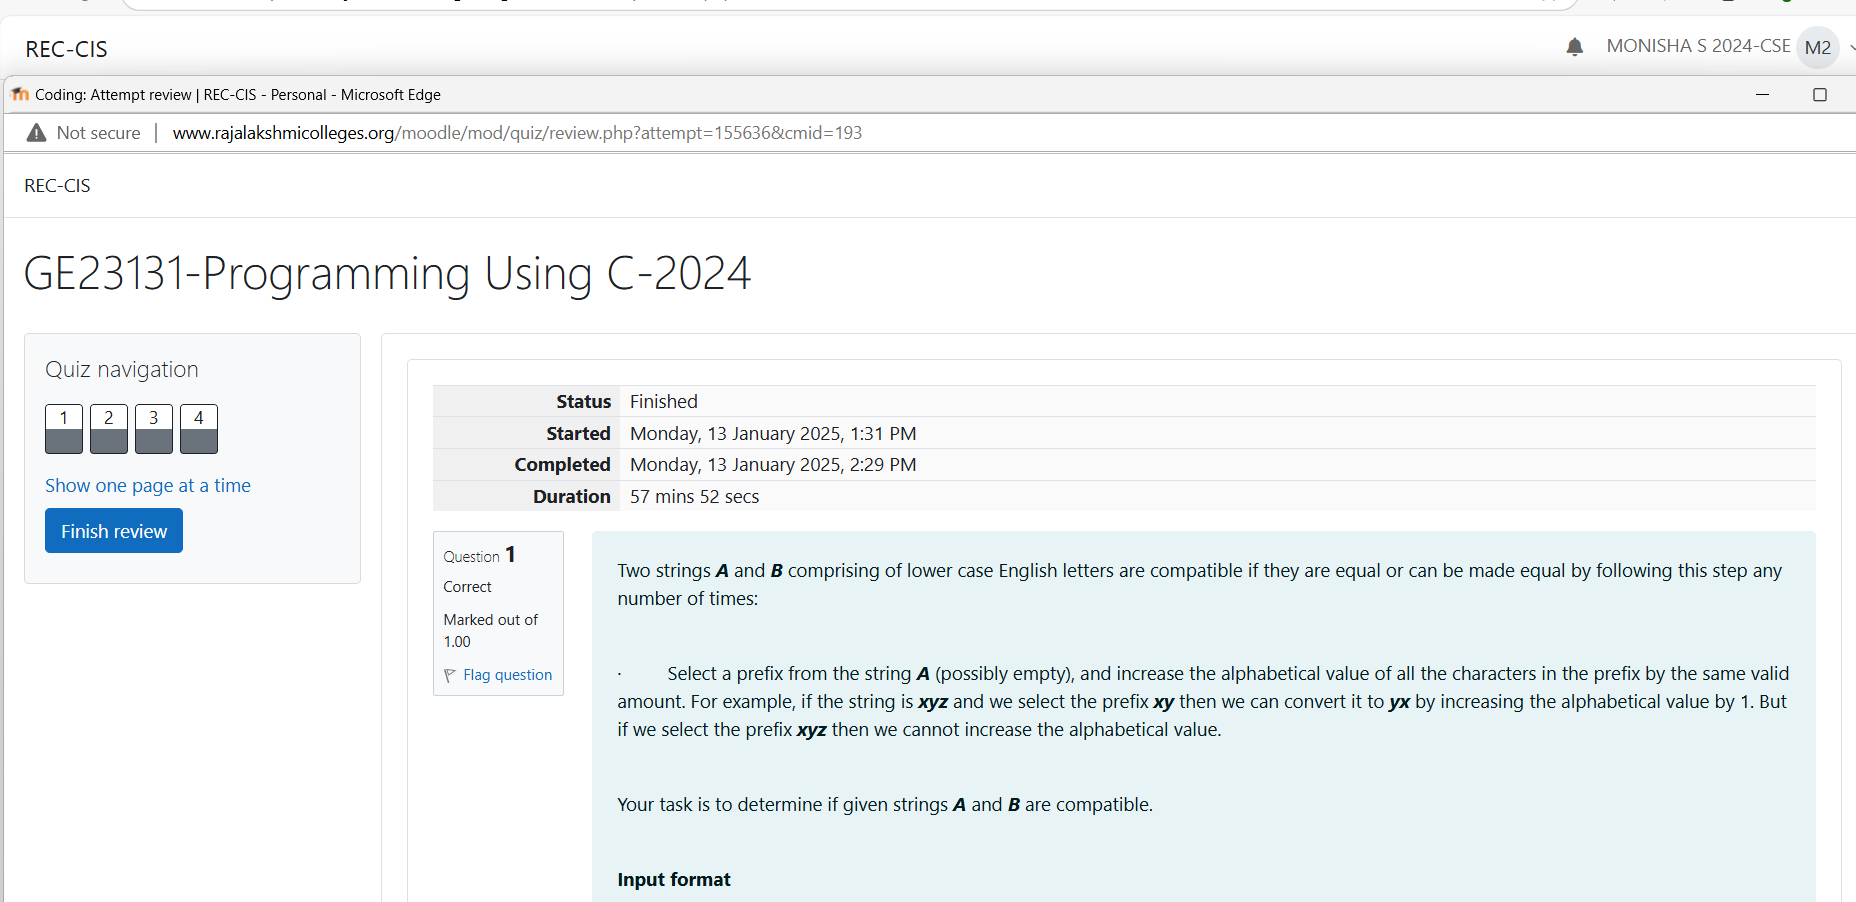 REC-CIS
MONISHA S 2024-CSE M2
Coding: Attempt review | REC-CIS - Personal - Microsoft Edge
Not secure | www.rajalakshmicolleges.org/moodle/mod/quiz/review.php?attempt=155636&cmid=193
REC-CIS
GE23131-Programming Using C-2024
Quiz navigation
1 2 3 4
Show one page at a time
Finish review
Status Finished
Started Monday, 13 January 2025, 1:31 PM
Completed Monday, 13 January 2025, 2:29 PM
Duration 57 mins 52 secs
Question 1
Correct
Marked out of
1.00
Flag question
Two strings A and B comprising of lower case English letters are compatible if they are equal or can be made equal by following this step any
number of times:
· Select a prefix from the string A (possibly empty), and increase the alphabetical value of all the characters in the prefix by the same valid
amount. For example, if the string is xyz and we select the prefix xy then we can convert it to yx by increasing the alphabetical value by 1. But
if we select the prefix xyz then we cannot increase the alphabetical value.
Your task is to determine if given strings A and B are compatible.
Input format